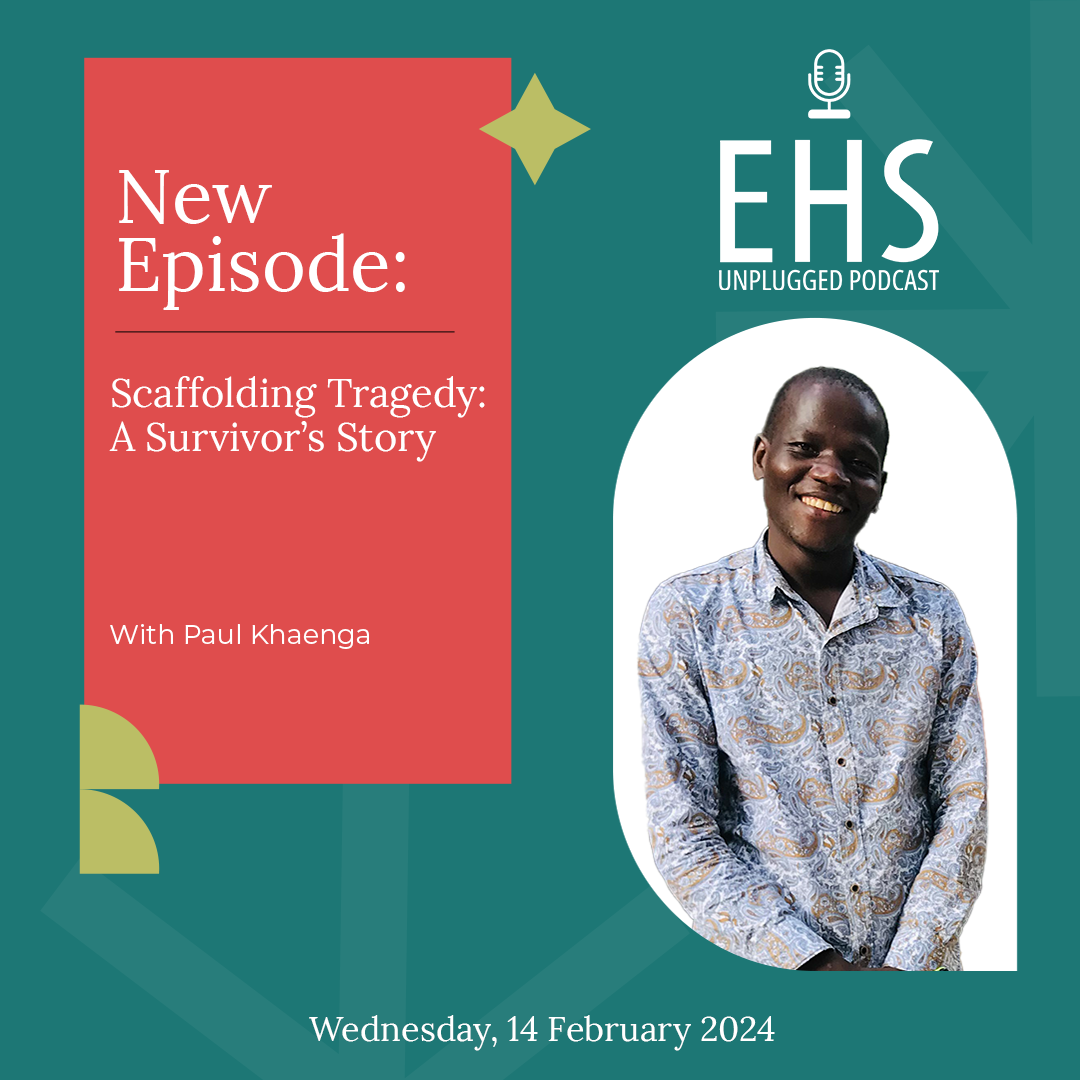 New
Episode:
Scaffolding Tragedy:
A Survivor’s Story
With Paul Khaenga
EHS
UNPLUGGED PODCAST
Wednesday, 14 February 2024